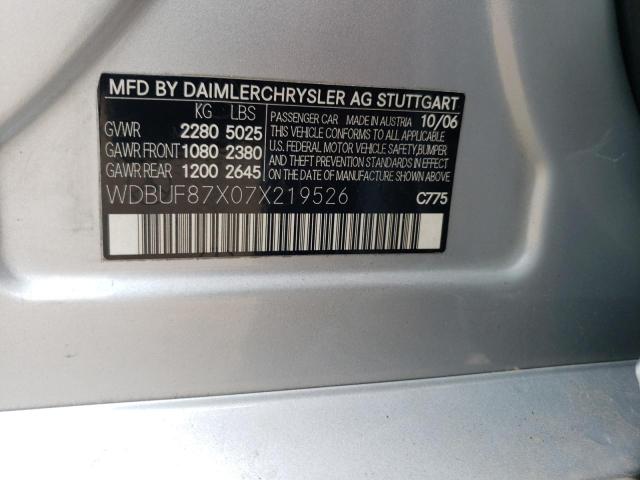 MFD BY DAIMLERCHRYSLER AG STUTTGART
KG LBS
GVWR 2280 5025
GAWR FRONT 1080 2380
GAWR REAR 1200 2645
PASSENGER CAR MADE IN AUSTRIA 10/06
THIS VEHICLE CONFORMS TO ALL APPLICABLE
U.S. FEDERAL MOTOR VEHICLE SAFETY, BUMPER
AND THEFT PREVENTION STANDARDS IN EFFECT ON THE
DATE OF MANUFACTURE SHOWN ABOVE.
WDBUF87X07X219526
C775